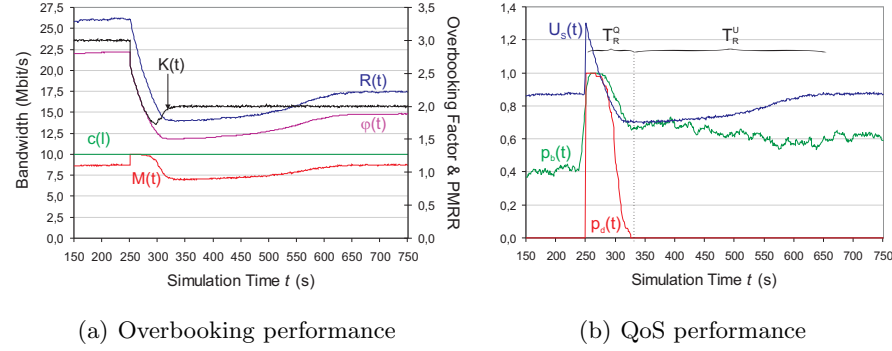 (a)
27,5
25,0
22,5
20,0
17,5
15,0
12,5
10,0
7,5
5,0
2,5
0,0
Bandwidth (Mbit/s)
K(t)
R(t)
φ(t)
c(l)
M(t)
3,5
3,0
2,5
2,0
1,5
1,0
0,5
0,0
Overbooking Factor & PMRR
150 200 250 300 350 400 450 500 550 600 650 700 750
Simulation Time t (s)
(b)
1,4
1,2
1,0
0,8
0,6
0,4
0,2
0,0
U_s(t)
T_R^Q
T_R^U
p_b(t)
p_d(t)
150 200 250 300 350 400 450 500 550 600 650 700 750
Simulation Time t (s)
(a) Overbooking performance
(b) QoS performance